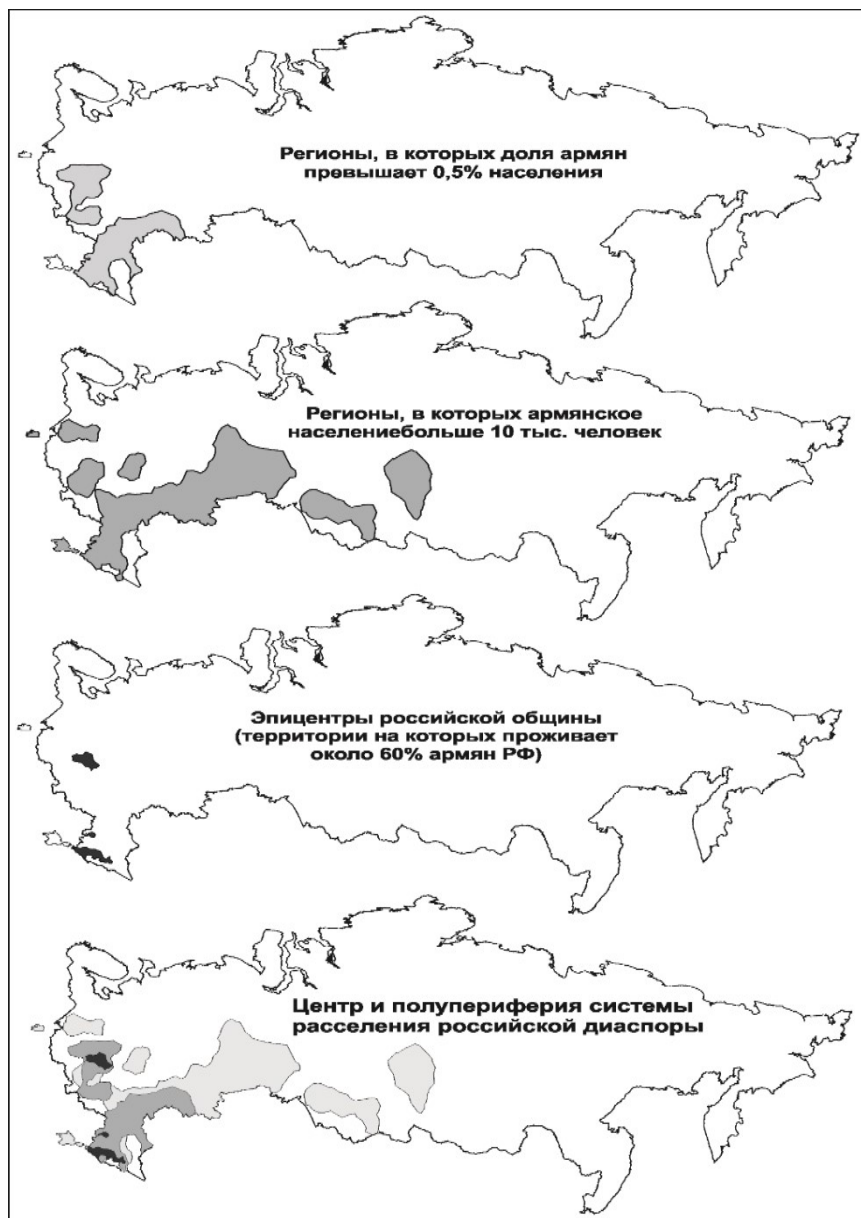 Регионы, в которых доля армян
превышает 0,5% населения
Регионы, в которых армянское
населениебольше 10 тыс. человек
Эпицентры российской общины
(территории на которых проживает
около 60% армян РФ)
Центр и полупериферия системы
расселения российской диаспоры